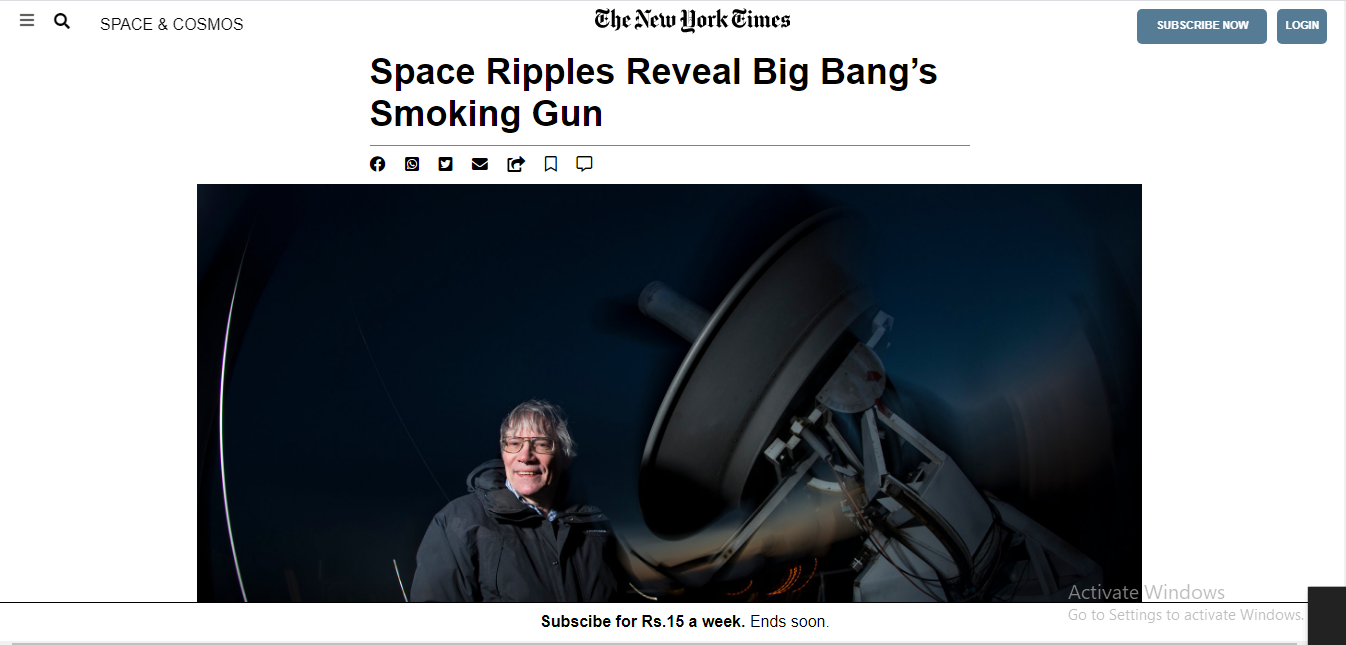 SPACE & COSMOS
The New York Times
SUBSCRIBE NOW
LOGIN
Space Ripples Reveal Big Bang’s
Smoking Gun
Activate Windows
Go to Settings to activate Windows.
Subscibe for Rs.15 a week. Ends soon.